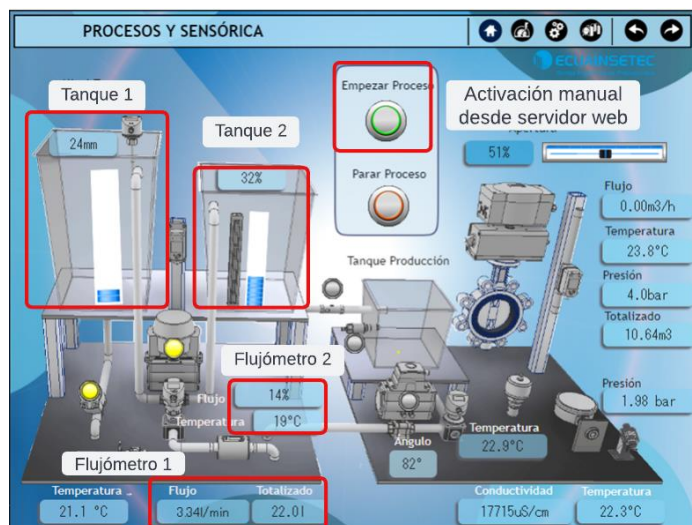 PROCESOS Y SENSÓRICA
ECUAINSETEC
Tanque 1
24mm
Tanque 2
32%
Empezar Proceso
Parar Proceso
Activación manual
desde servidor web
Apertura
51%
Flujo
0.00m3/h
Temperatura
23.8°C
Presión
4.0bar
Totalizado
10.64m3
Tanque Producción
Flujómetro 2
Flujo
14%
Temperatura
19°C
Presión
1.98 bar
Angulo
82°
Temperatura
22.9°C
Flujómetro 1
Temperatura
21.1 °C
Flujo
3.34l/min
Totalizado
22.0l
Conductividad
17715uS/cm
Temperatura
22.3°C